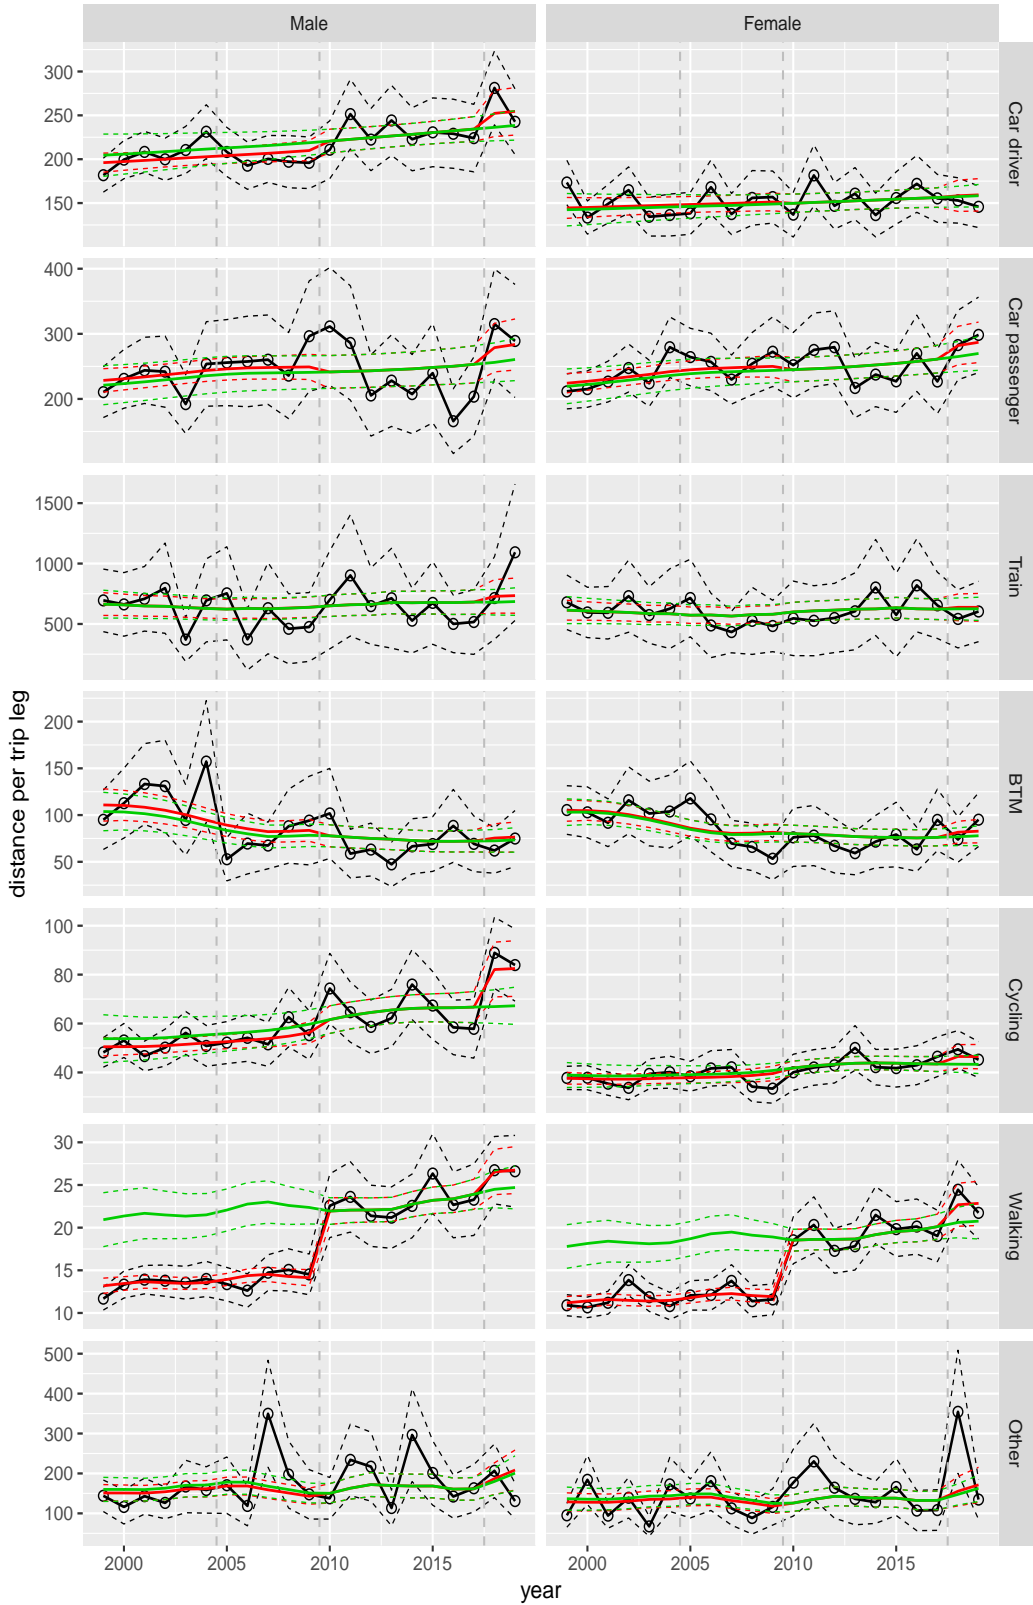 Male Female
300
250
200
150
Car driver
400
300
200
Car passenger
1500
1000
500
Train
200
150
100
50
BTM
100
80
60
40
Cycling
30
25
20
15
10
Walking
500
400
300
200
100
Other
distance per trip leg
2000 2005 2010 2015 2000 2005 2010 2015
year